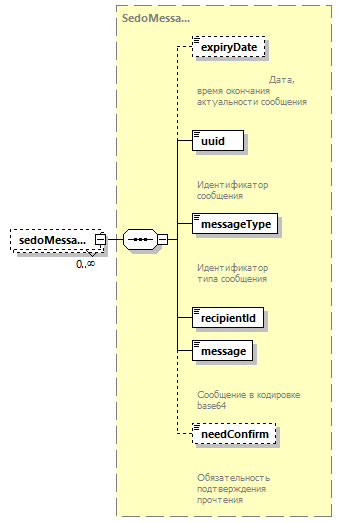 SedoMessa...
expiryDate
Дата,
время окончания
актуальности сообщения
uuid
Идентификатор
сообщения
messageType
Идентификатор
типа сообщения
sedoMessa...
0..∞
recipientId
message
Сообщение в кодировке
base64
needConfirm
Обязательность
подтверждения
прочтения